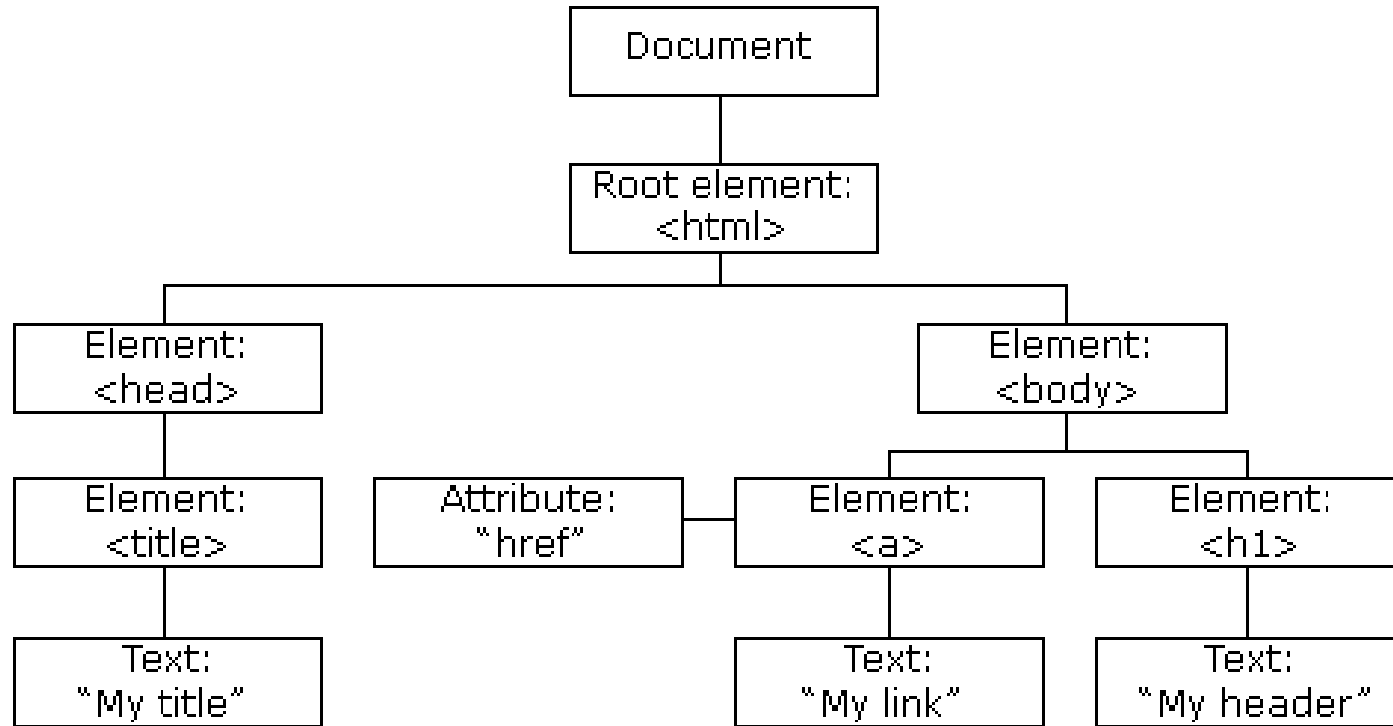 Document
Root element:
<html>
Element:
<head>
Element:
<body>
Element:
<title>
Attribute:
“href”
Element:
<a>
Element:
<h1>
Text:
“My title”
Text:
“My link”
Text:
“My header”